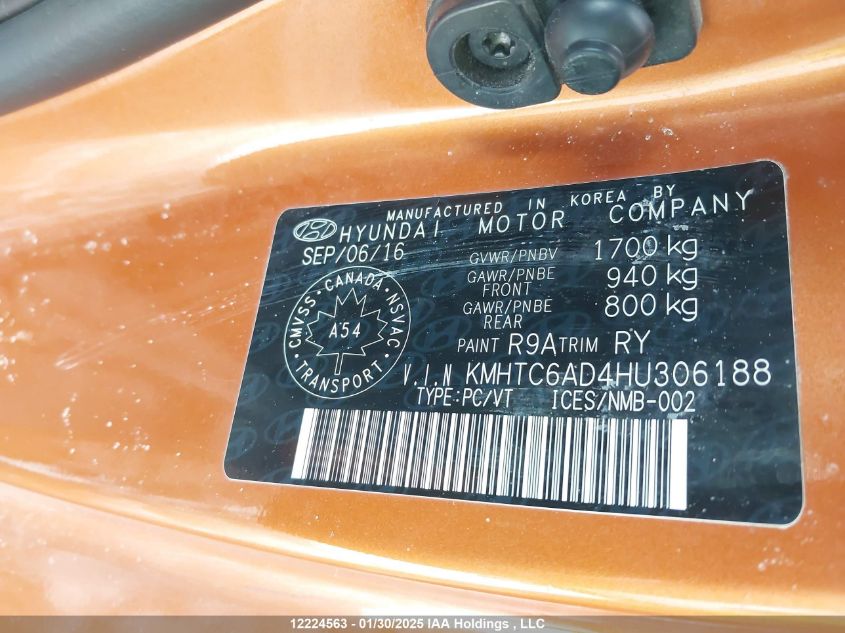 MANUFACTURED IN KOREA BY
HYUNDAI MOTOR COMPANY
SEP/06/16
GVWR/PNBV 1700 kg
GAWR/PNBE FRONT 940 kg
GAWR/PNBE REAR 800 kg
CANADA
CMVSS NSVAC
A54
TRANSPORT
PAINT R9A TRIM RY
V.I.N KMHTC6AD4HU306188
TYPE:PC/VT ICES/NMB-002
12224563 - 01/30/2025 IAA Holdings , LLC